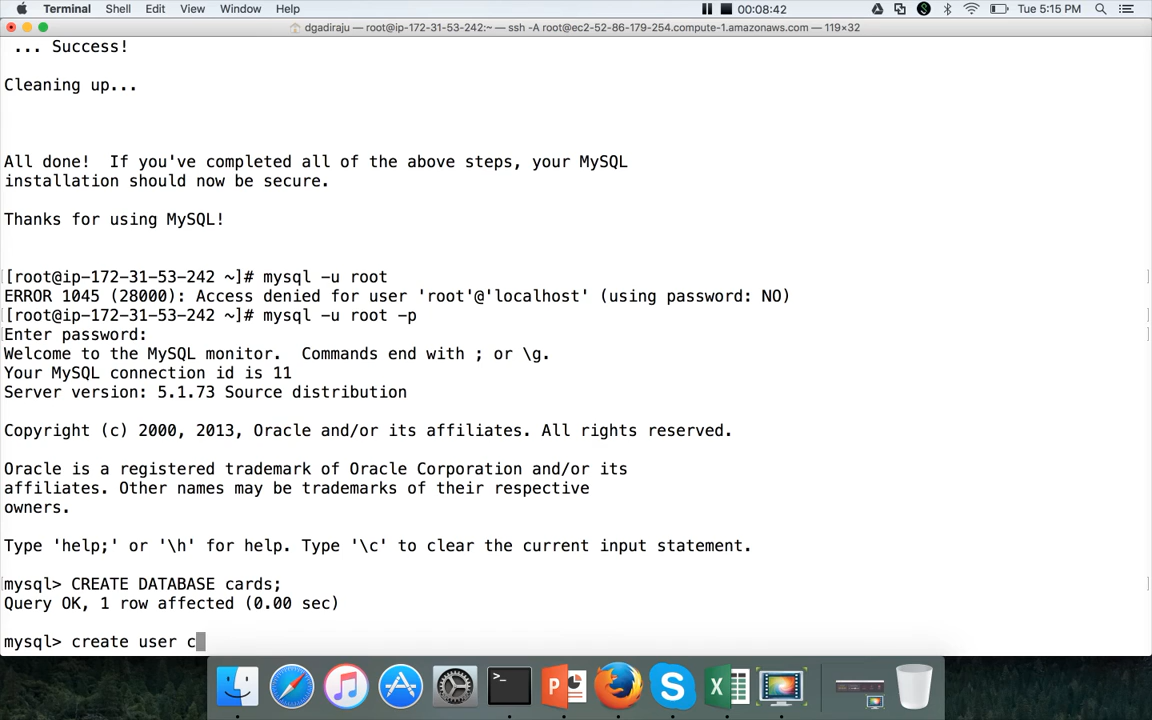 Terminal Shell Edit View Window Help 00:08:42 Tue 5:15 PM
dgadiraju — root@ip-172-31-53-242:~ — ssh -A root@ec2-52-86-179-254.compute-1.amazonaws.com — 119×32
... Success!
Cleaning up...
All done!  If you've completed all of the above steps, your MySQL
installation should now be secure.
Thanks for using MySQL!
[root@ip-172-31-53-242 ~]# mysql -u root
ERROR 1045 (28000): Access denied for user 'root'@'localhost' (using password: NO)
[root@ip-172-31-53-242 ~]# mysql -u root -p
Enter password:
Welcome to the MySQL monitor.  Commands end with ; or \g.
Your MySQL connection id is 11
Server version: 5.1.73 Source distribution
Copyright (c) 2000, 2013, Oracle and/or its affiliates. All rights reserved.
Oracle is a registered trademark of Oracle Corporation and/or its
affiliates. Other names may be trademarks of their respective
owners.
Type 'help;' or '\h' for help. Type '\c' to clear the current input statement.
mysql> CREATE DATABASE cards;
Query OK, 1 row affected (0.00 sec)
mysql> create user c